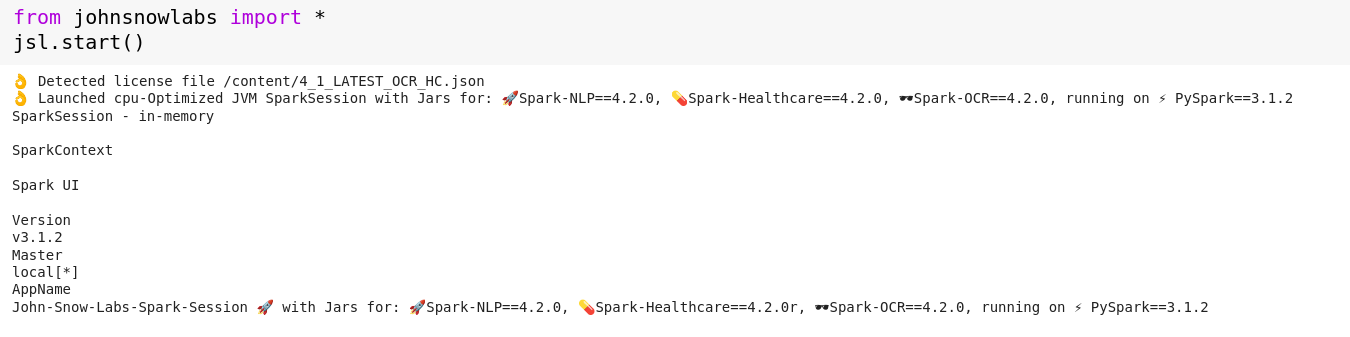 from johnsnowlabs import *
jsl.start()
👌 Detected license file /content/4_1_LATEST_OCR_HC.json
👌 Launched cpu-Optimized JVM SparkSession with Jars for: 🚀Spark-NLP==4.2.0, 💊Spark-Healthcare==4.2.0, 🕶Spark-OCR==4.2.0, running on ⚡ PySpark==3.1.2
SparkSession - in-memory
SparkContext
Spark UI
Version
v3.1.2
Master
local[*]
AppName
John-Snow-Labs-Spark-Session 🚀 with Jars for: 🚀Spark-NLP==4.2.0, 💊Spark-Healthcare==4.2.0r, 🕶Spark-OCR==4.2.0, running on ⚡ PySpark==3.1.2